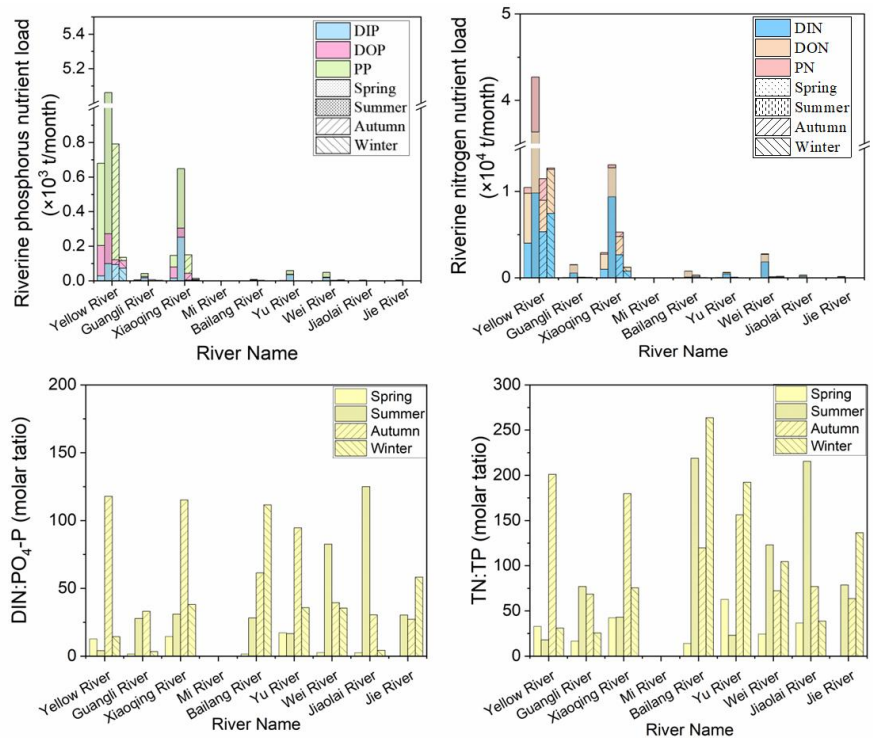 Riverine phosphorus nutrient load
(×10³ t/month)
5.4
5.2
0.8
0.6
0.4
0.2
0.0
DIP
DOP
PP
Spring
Summer
Autumn
Winter
Yellow River
Guangli River
Xiaoqing River
Mi River
Bailang River
Yu River
Wei River
Jiaolai River
Jie River
River Name
Riverine nitrogen nutrient load
(×10⁴ t/month)
5
4
1
0
DIN
DON
PN
Spring
Summer
Autumn
Winter
Yellow River
Guangli River
Xiaoqing River
Mi River
Bailang River
Yu River
Wei River
Jiaolai River
Jie River
River Name
DIN:PO₄-P (molar tatio)
200
150
100
50
0
Spring
Summer
Autumn
Winter
Yellow River
Guangli River
Xiaoqing River
Mi River
Bailang River
Yu River
Wei River
Jiaolai River
Jie River
River Name
TN:TP (molar tatio)
300
250
200
150
100
50
0
Spring
Summer
Autumn
Winter
Yellow River
Guangli River
Xiaoqing River
Mi River
Bailang River
Yu River
Wei River
Jiaolai River
Jie River
River Name